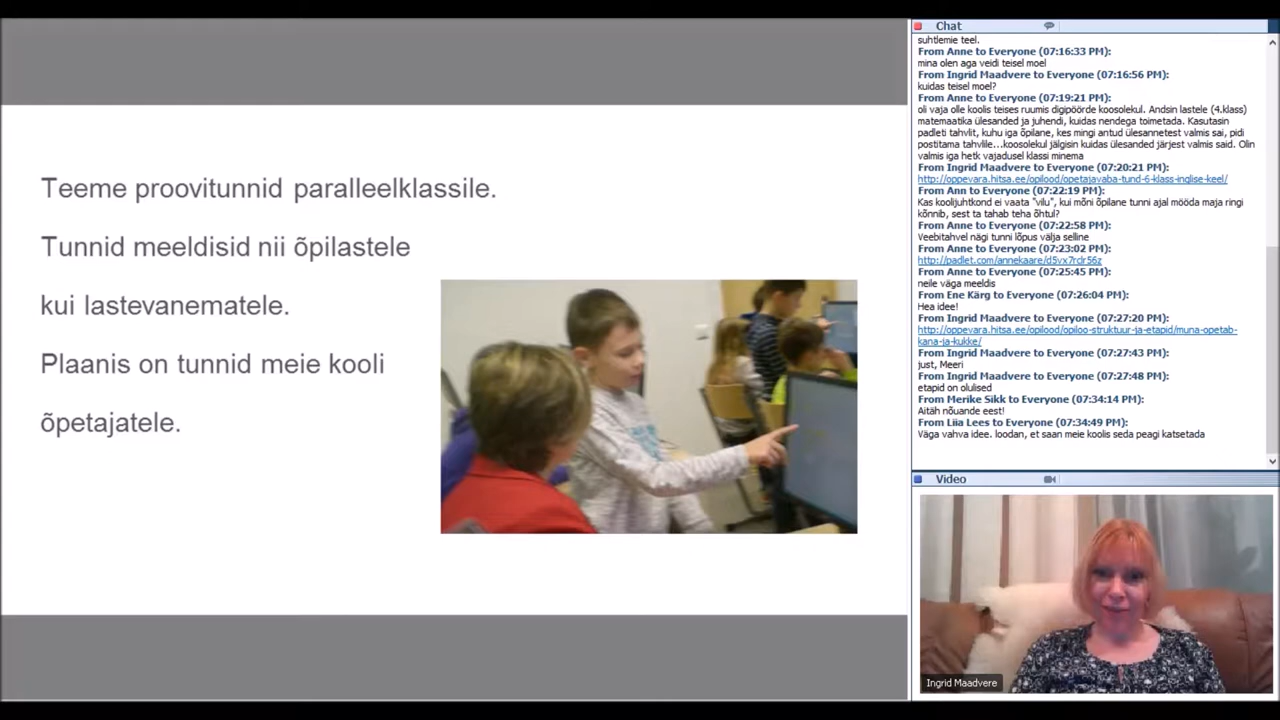 Teeme proovitunnid paralleelklassile.
Tunnid meeldisid nii õpilastele
kui lastevanematele.
Plaanis on tunnid meie kooli
õpetajatele.
Chat
suhtlemie teel.
From Anne to Everyone (07:16:33 PM):
mina olen aga veidi teisel moel
From Ingrid Maadvere to Everyone (07:16:56 PM):
kuidas teisel moel?
From Anne to Everyone (07:19:21 PM):
oli vaja olle koolis teises ruumis digipöörde koosolekul. Andsin lastele (4.klass)
matemaatika ülesanded ja juhendi, kuidas nendega toimetada. Kasutasin
padleti tahvlit, kuhu iga õpilane, kes mingi antud ülesannetest valmis sai, pidi
postitama tahvlile...koosolekul jälgisin kuidas ülesanded järjest valmis said. Olin
valmis iga hetk vajadusel klassi minema
From Ingrid Maadvere to Everyone (07:20:21 PM):
http://oppevara.hitsa.ee/opilood/opetajavaba-tund-6-klass-inglise-keel/
From Ann to Everyone (07:22:19 PM):
Kas koolijuhtkond ei vaata "vilu", kui mõni õpilane tunni ajal mööda maja ringi
kõnnib, sest ta tahab teha õhtul?
From Anne to Everyone (07:22:58 PM):
Veebitahvel nägi tunni lõpus välja selline
From Anne to Everyone (07:23:02 PM):
http://padlet.com/annekaare/d5vx7rclr56z
From Anne to Everyone (07:25:45 PM):
neile väga meeldis
From Ene Kärg to Everyone (07:26:04 PM):
Hea idee!
From Ingrid Maadvere to Everyone (07:27:20 PM):
http://oppevara.hitsa.ee/opilood/opiloo-struktuur-ja-etapid/muna-opetab-
kana-ja-kukke/
From Ingrid Maadvere to Everyone (07:27:43 PM):
just, Meeri
From Ingrid Maadvere to Everyone (07:27:48 PM):
etapid on olulised
From Merike Sikk to Everyone (07:34:14 PM):
Aitäh nõuande eest!
From Liia Lees to Everyone (07:34:49 PM):
Väga vahva idee. loodan, et saan meie koolis seda peagi katsetada
Video
Ingrid Maadvere